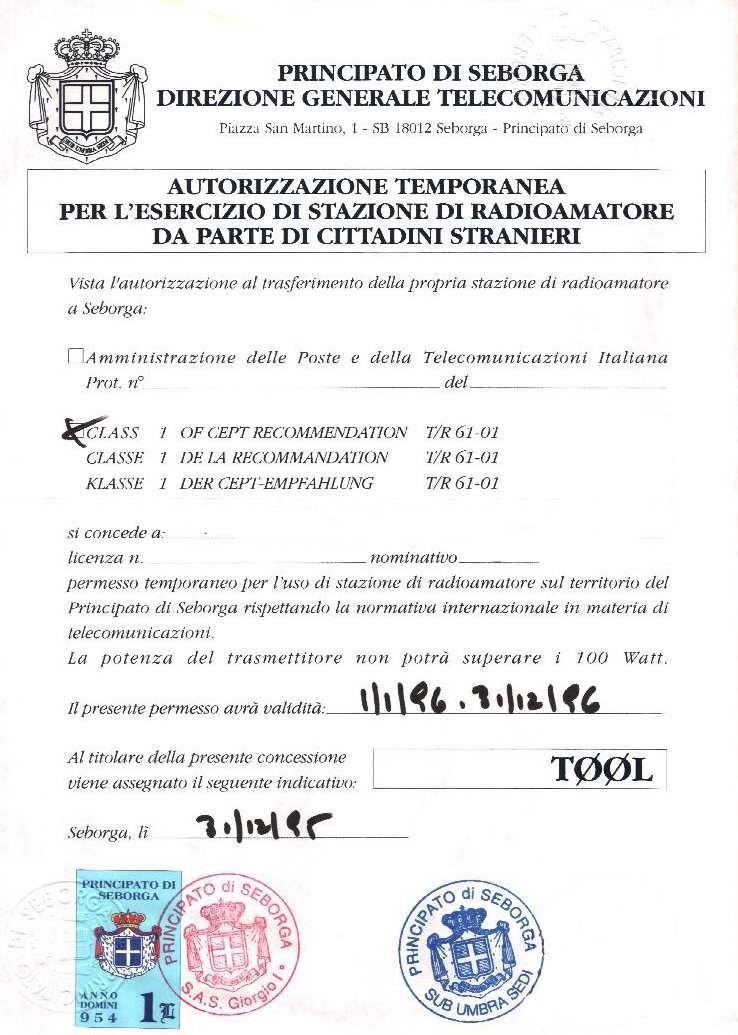 SUB UMBRA SEDI
PRINCIPATO DI SEBORGA
DIREZIONE GENERALE TELECOMUNICAZIONI
Piazza San Martino, 1 - SB 18012 Seborga - Principato di Seborga
AUTORIZZAZIONE TEMPORANEA
PER L'ESERCIZIO DI STAZIONE DI RADIOAMATORE
DA PARTE DI CITTADINI STRANIERI
Vista l'autorizzazione al trasferimento della propria stazione di radioamatore
a Seborga:
Amministrazione delle Poste e della Telecomunicazioni Italiana
Prot. n° del
CLASS 1 OF CEPT RECOMMENDATION T/R 61-01
CLASSE 1 DE LA RECOMMANDATION T/R 61-01
KLASSE 1 DER CEPT-EMPFAHLUNG T/R 61-01
si concede a:
licenza n. nominativo
permesso temporaneo per l'uso di stazione di radioamatore sul territorio del
Principato di Seborga rispettando la normativa internazionale in materia di
telecomunicazioni.
La potenza del trasmettitore non potrà superare i 100 Watt.
Il presente permesso avrà validità: 1/1/96 . 31/12/96
Al titolare della presente concessione
viene assegnato il seguente indicativo:
TØØL
Seborga, lì 31/12/95
PRINCIPATO DI
SEBORGA
ANNO
DOMINI
954
1£
PRINCIPATO di SEBORGA
S.A.S. Giorgio I°
PRINCIPATO di SEBORGA
SUB UMBRA SEDI